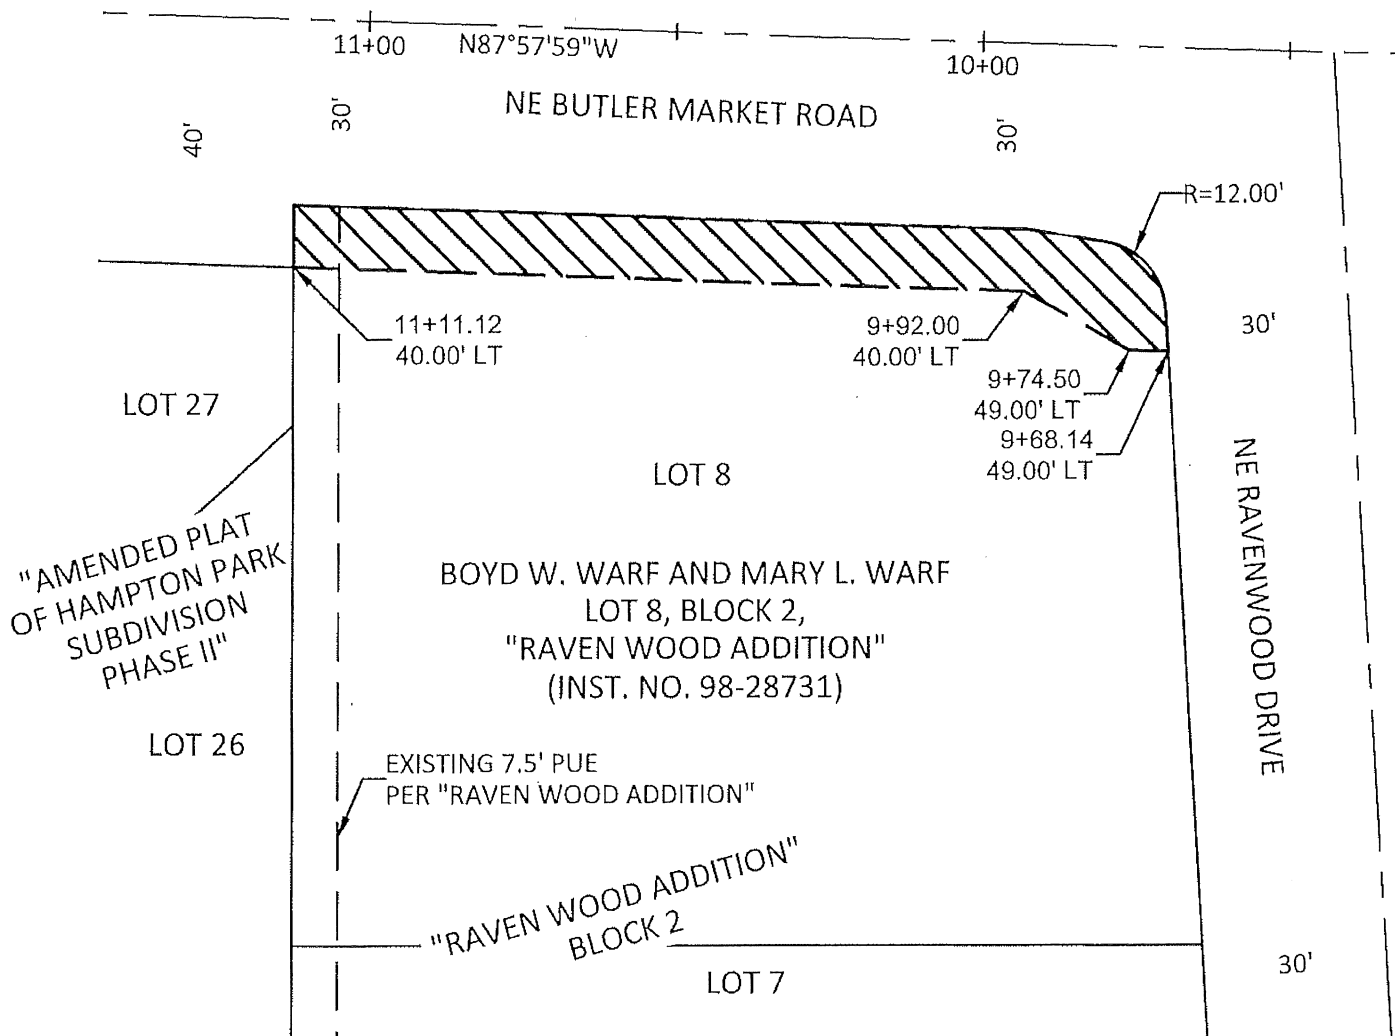 11+00
N87°57'59"W
10+00
NE BUTLER MARKET ROAD
40'
30'
30'
R=12.00'
11+11.12
40.00' LT
9+92.00
40.00' LT
30'
9+74.50
49.00' LT
9+68.14
49.00' LT
LOT 27
LOT 8
NE RAVENWOOD DRIVE
"AMENDED PLAT
OF HAMPTON PARK
SUBDIVISION
PHASE II"
BOYD W. WARF AND MARY L. WARF
LOT 8, BLOCK 2,
"RAVEN WOOD ADDITION"
(INST. NO. 98-28731)
LOT 26
EXISTING 7.5' PUE
PER "RAVEN WOOD ADDITION"
"RAVEN WOOD ADDITION"
BLOCK 2
LOT 7
30'